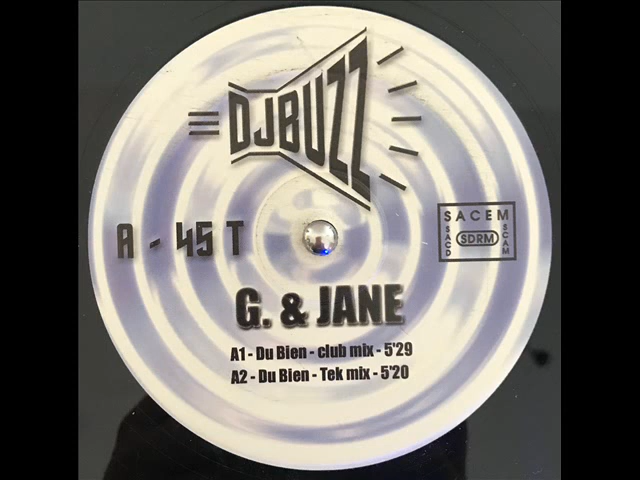 DJBUZZ
A - 45 T
SACEM
SACD
SDRM
SCAM
G. & JANE
A1 - Du Bien - club mix - 5'29
A2 - Du Bien - Tek mix - 5'20